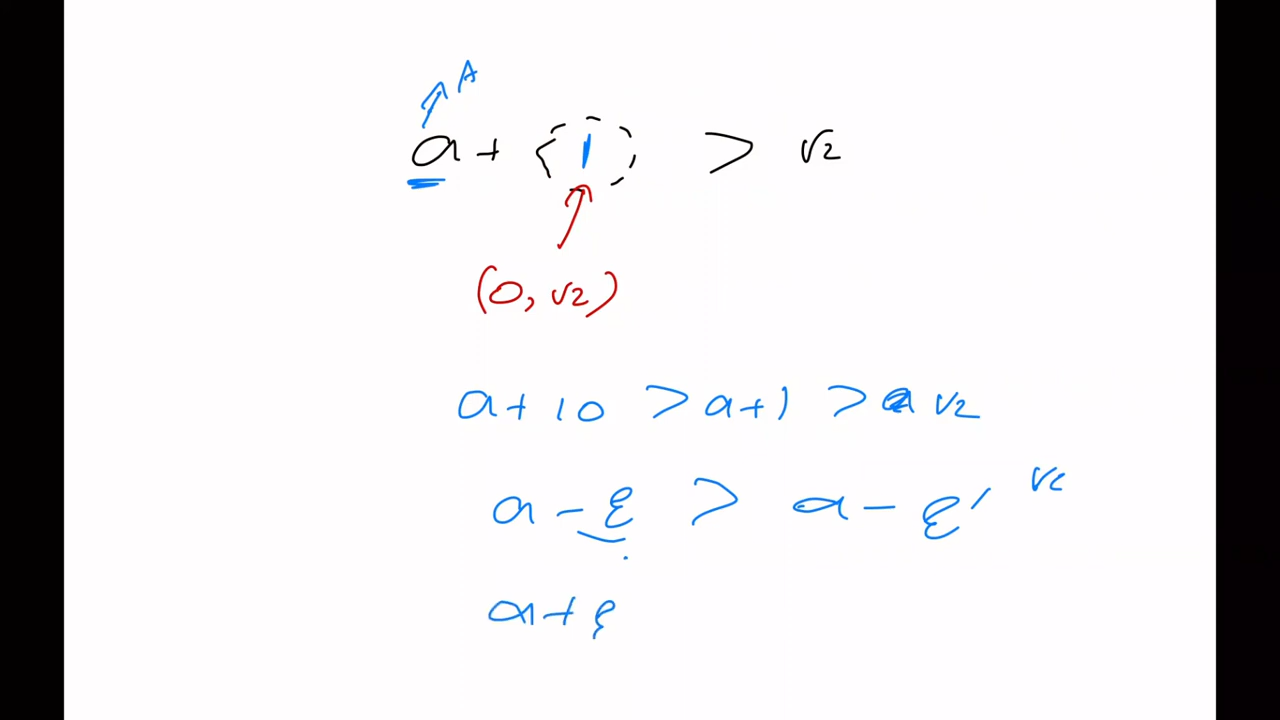 A
a + ( 1 ) > √2
(0, √2)
a + 10 > a + 1 > √2
a - ε > a - ε' √2
a + ε